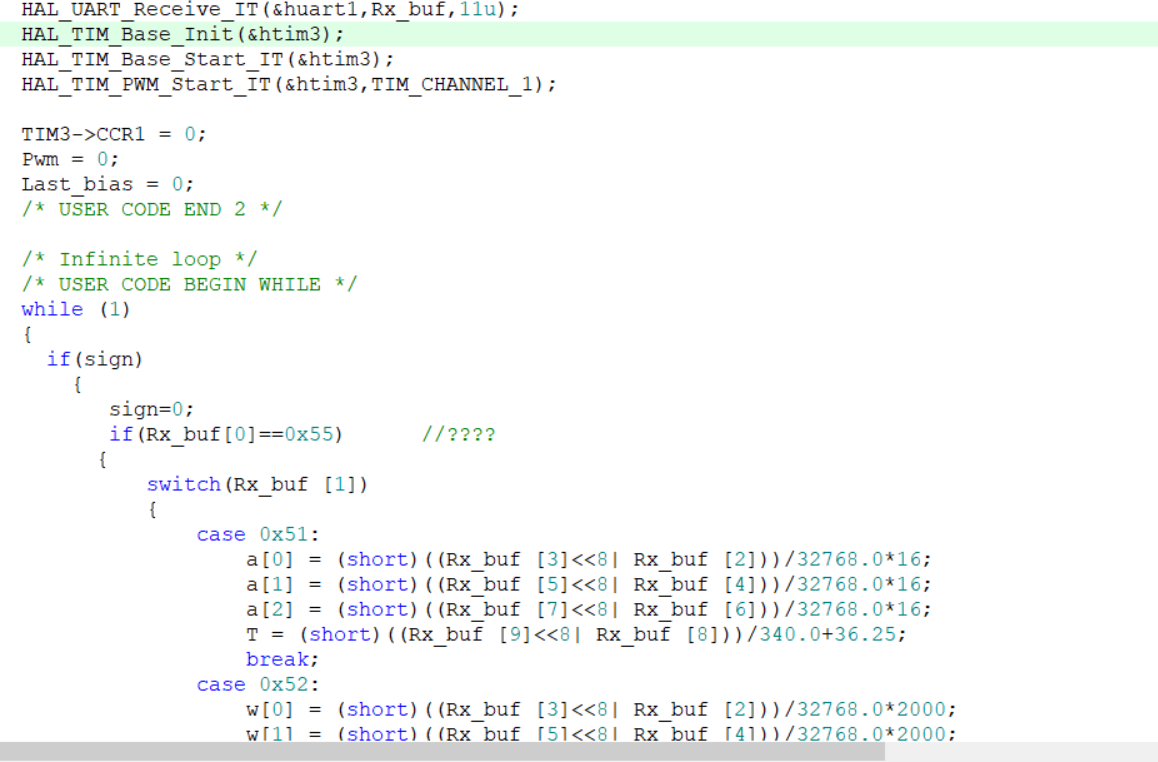 HAL_UART_Receive_IT(&huart1,Rx_buf,11u);
HAL_TIM_Base_Init(&htim3);
HAL_TIM_Base_Start_IT(&htim3);
HAL_TIM_PWM_Start_IT(&htim3,TIM_CHANNEL_1);
TIM3->CCR1 = 0;
Pwm = 0;
Last_bias = 0;
/* USER CODE END 2 */
/* Infinite loop */
/* USER CODE BEGIN WHILE */
while (1)
{
if(sign)
{
sign=0;
if(Rx_buf[0]==0x55) //????
{
switch(Rx_buf [1])
{
case 0x51:
a[0] = (short)((Rx_buf [3]<<8| Rx_buf [2]))/32768.0*16;
a[1] = (short)((Rx_buf [5]<<8| Rx_buf [4]))/32768.0*16;
a[2] = (short)((Rx_buf [7]<<8| Rx_buf [6]))/32768.0*16;
T = (short)((Rx_buf [9]<<8| Rx_buf [8]))/340.0+36.25;
break;
case 0x52:
w[0] = (short)((Rx_buf [3]<<8| Rx_buf [2]))/32768.0*2000;
w[1] = (short)((Rx_buf [5]<<8| Rx_buf [4]))/32768.0*2000;